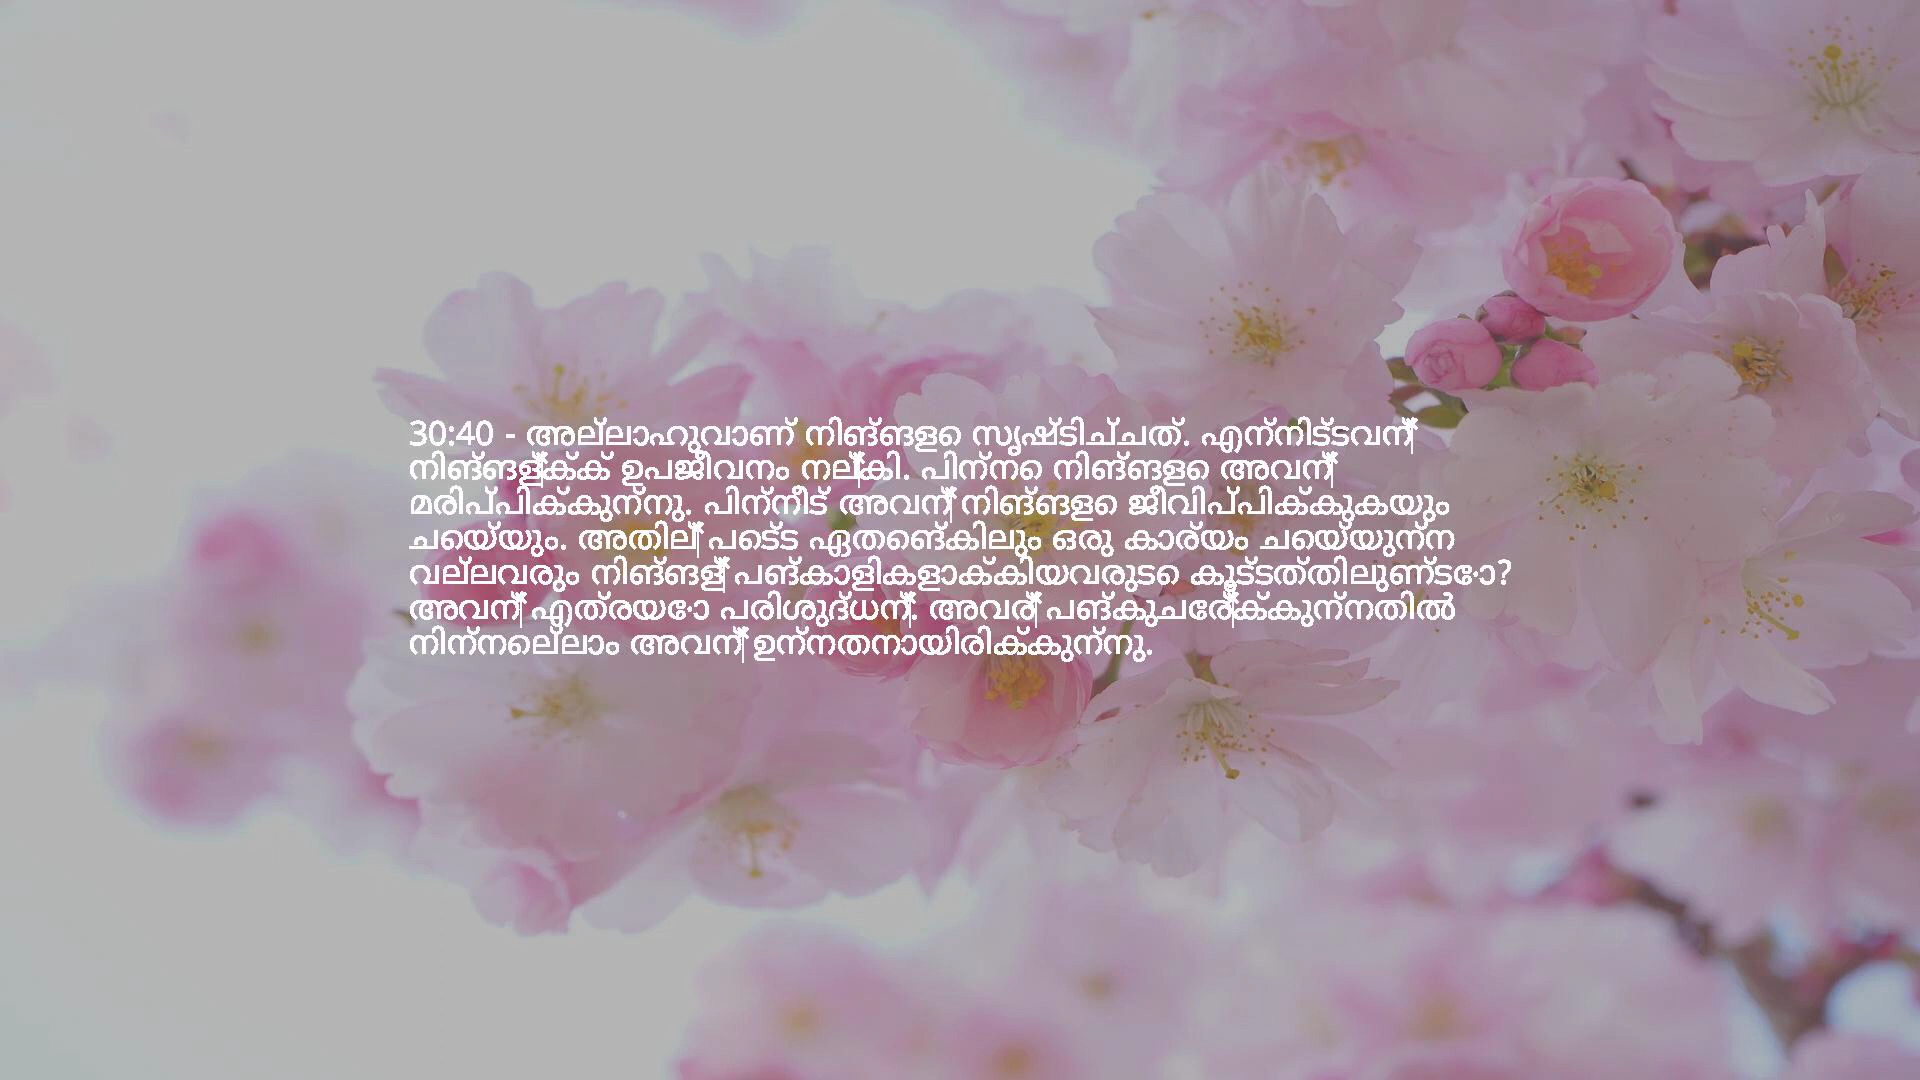 30:40 - അല്ലാഹുവാണ് നിങ്ങളെ സൃഷ്ടിച്ചത്. എന്നിട്ടവന്‍
നിങ്ങള്‍ക്ക് ഉപജീവനം നല്‍കി. പിന്നെ നിങ്ങളെ അവന്‍
മരിപ്പിക്കുന്നു. പിന്നീട് അവന്‍ നിങ്ങളെ ജീവിപ്പിക്കുകയും
ചെയ്യും. അതില്‍ പെട്ട ഏതെങ്കിലും ഒരു കാര്യം ചെയ്യുന്ന
വല്ലവരും നിങ്ങള്‍ പങ്കാളികളാക്കിയവരുടെ കൂട്ടത്തിലുണ്ടോ?
അവന്‍ എത്രയോ പരിശുദ്ധന്‍. അവര്‍ പങ്കുചേര്‍ക്കുന്നതിൽ
നിന്നെല്ലാം അവന്‍ ഉന്നതനായിരിക്കുന്നു.